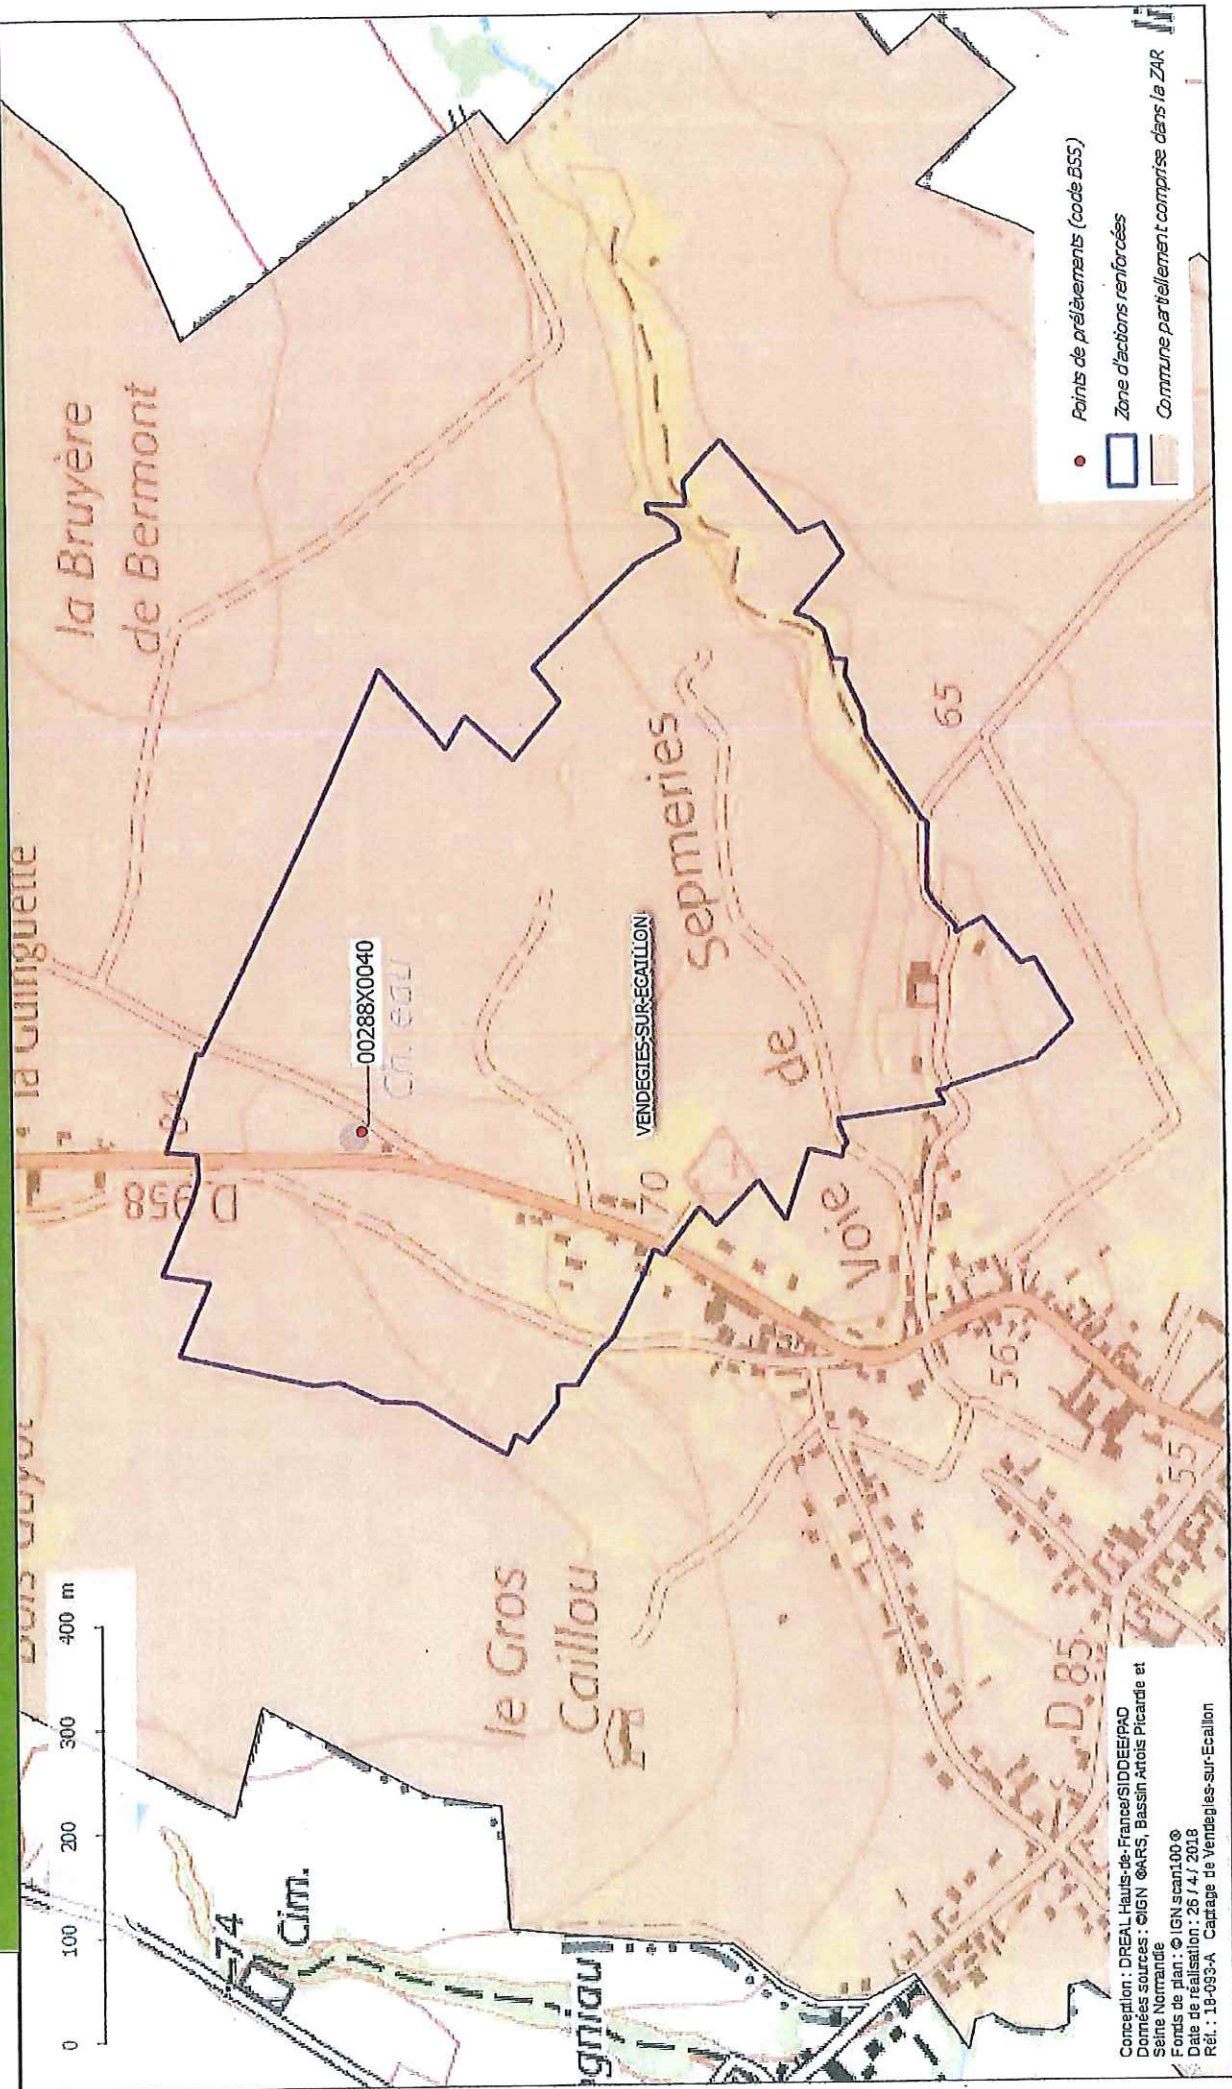 0 100 200 300 400 m
la Guinguette
la Bruyère
de Bermont
84
D 958
00288X0040
Ch. eau
VENDEGIES-SUR-ECAILLON
70
Voie de Sepmeries
65
le Gros
Caillou
74
Cim.
56
55
D 85
Points de prélèvements (code BSS)
Zone d'actions renforcées
Commune partiellement comprise dans la ZAR
Conception : DREAL Hauts-de-France/SIDDEE/PAD
Données sources : ©IGN ©ARS, Bassin Artois Picardie et
Seine Normandie
Fonds de plan : ©IGN scan100®
Date de réalisation : 26 / 4 / 2018
Réf. : 18-093-A Captage de Vendegies-sur-Ecaillon